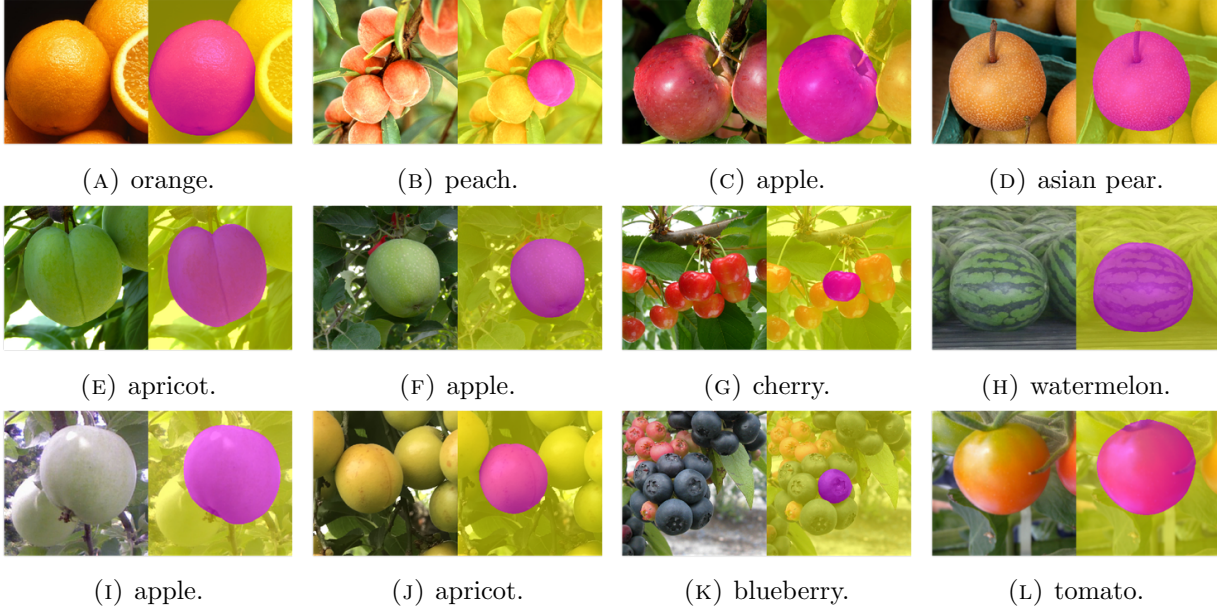 (A) orange.
(B) peach.
(C) apple.
(D) asian pear.
(E) apricot.
(F) apple.
(G) cherry.
(H) watermelon.
(I) apple.
(J) apricot.
(K) blueberry.
(L) tomato.